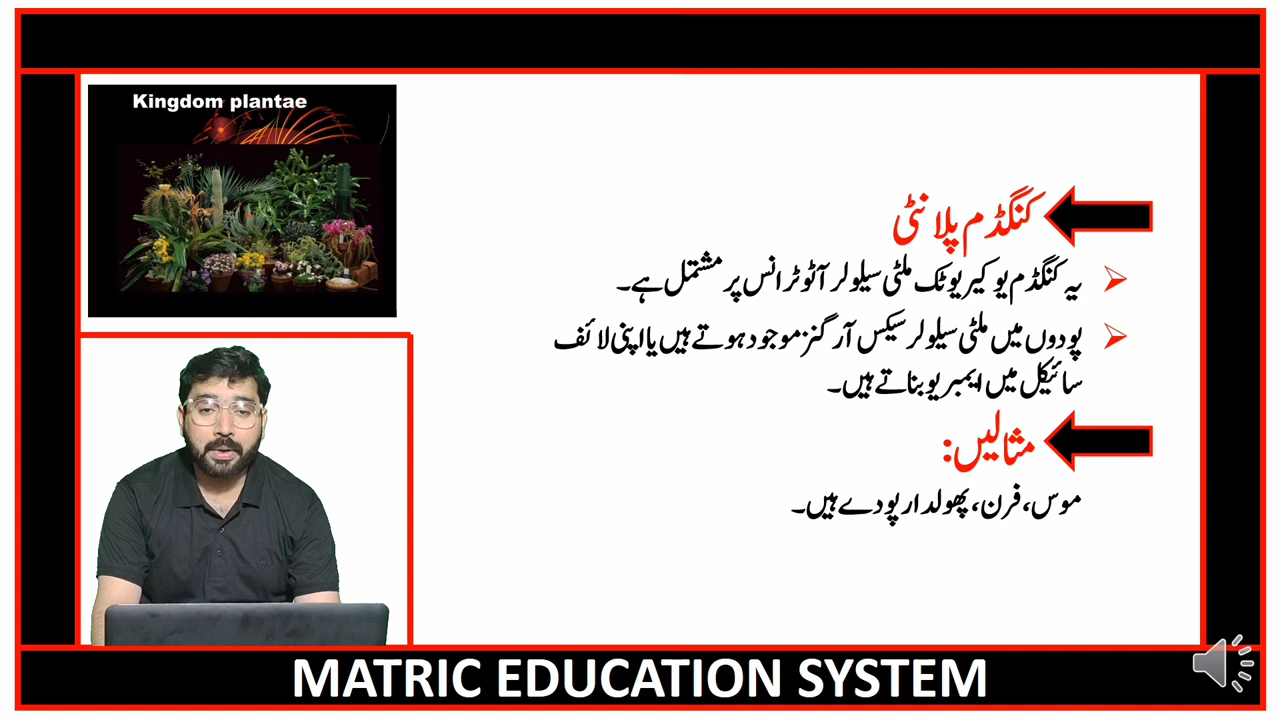 Kingdom plantae
کنگڈم پلانٹی
یہ کنگڈم یوکیریوٹک ملٹی سیلولر آٹوٹرانس پر مشتمل ہے۔
پودوں میں ملٹی سیلولر سیکس آرگنز موجود ہوتے ہیں یا اپنی لائف
سائیکل میں ایمبریو بناتے ہیں۔
مثالیں:
موس، فرن، پھولدار پودے ہیں۔
MATRIC EDUCATION SYSTEM